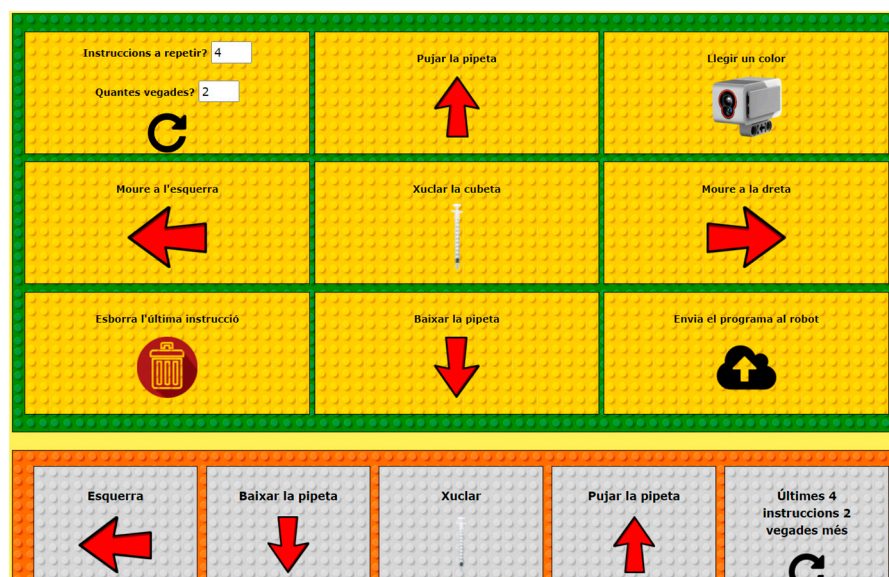 Instruccions a repetir? 4
Quantes vegades? 2
Pujar la pipeta
Llegir un color
Moure a l'esquerra
Xuclar la cubeta
Moure a la dreta
Esborra l'última instrucció
Baixar la pipeta
Envia el programa al robot
Esquerra
Baixar la pipeta
Xuclar
Pujar la pipeta
Últimes 4
instruccions 2
vegades més